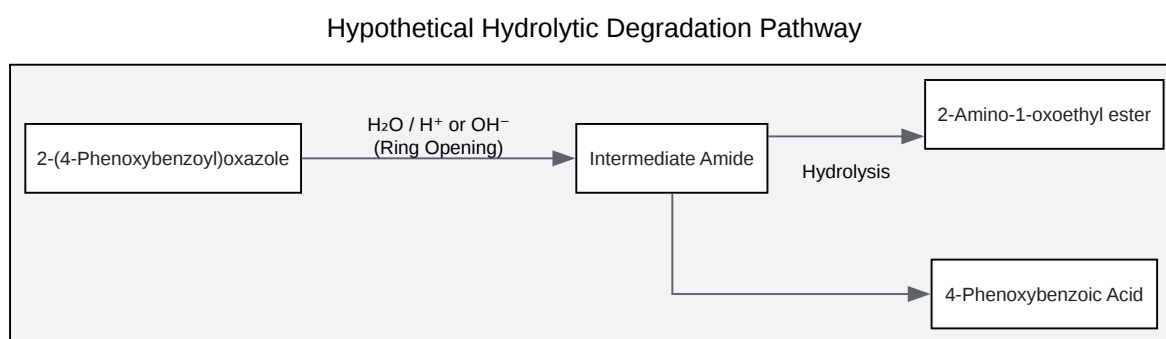 Hypothetical Hydrolytic Degradation Pathway
2-(4-Phenoxybenzoyl)oxazole
H₂O / H⁺ or OH⁻
(Ring Opening)
Intermediate Amide
Hydrolysis
2-Amino-1-oxoethyl ester
4-Phenoxybenzoic Acid